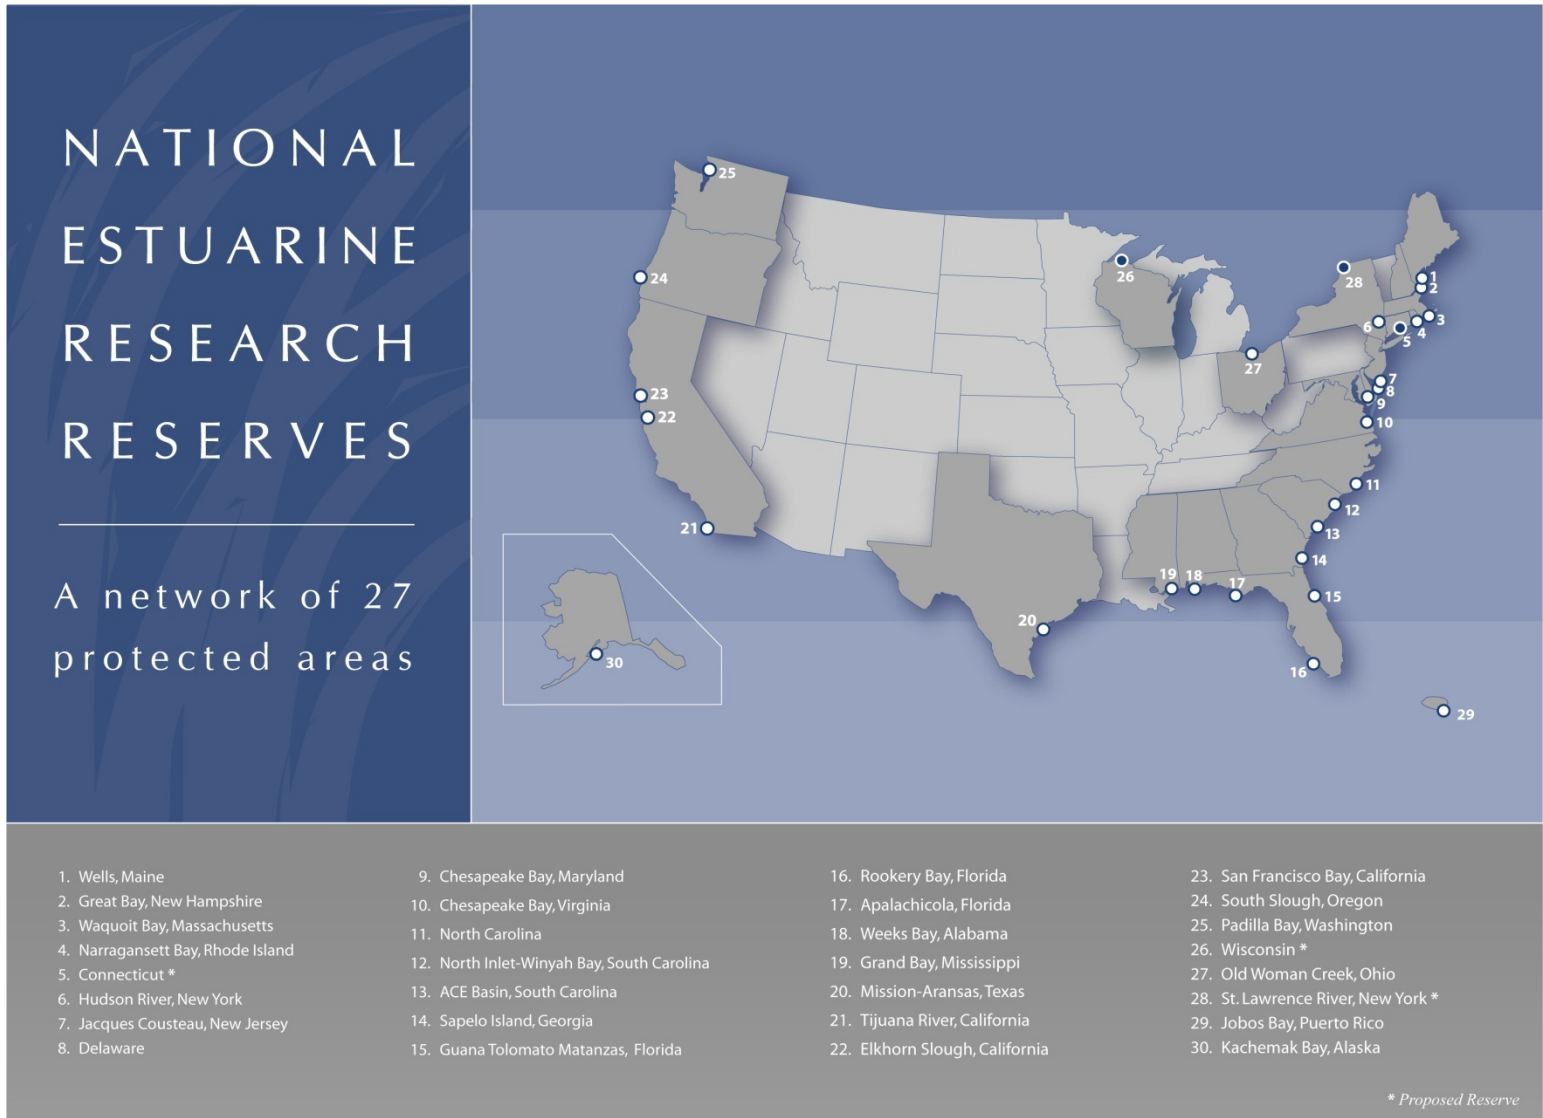 NATIONAL
ESTUARINE
RESEARCH
RESERVES
A network of 27
protected areas
25
24
23
22
21
30
26
27
28
1
2
3
4
5
6
7
8
9
10
11
12
13
14
15
16
17
18
19
20
29
1. Wells, Maine
2. Great Bay, New Hampshire
3. Waquoit Bay, Massachusetts
4. Narragansett Bay, Rhode Island
5. Connecticut *
6. Hudson River, New York
7. Jacques Cousteau, New Jersey
8. Delaware
9. Chesapeake Bay, Maryland
10. Chesapeake Bay, Virginia
11. North Carolina
12. North Inlet-Winyah Bay, South Carolina
13. ACE Basin, South Carolina
14. Sapelo Island, Georgia
15. Guana Tolomato Matanzas, Florida
16. Rookery Bay, Florida
17. Apalachicola, Florida
18. Weeks Bay, Alabama
19. Grand Bay, Mississippi
20. Mission-Aransas, Texas
21. Tijuana River, California
22. Elkhorn Slough, California
23. San Francisco Bay, California
24. South Slough, Oregon
25. Padilla Bay, Washington
26. Wisconsin *
27. Old Woman Creek, Ohio
28. St. Lawrence River, New York *
29. Jobos Bay, Puerto Rico
30. Kachemak Bay, Alaska
* Proposed Reserve